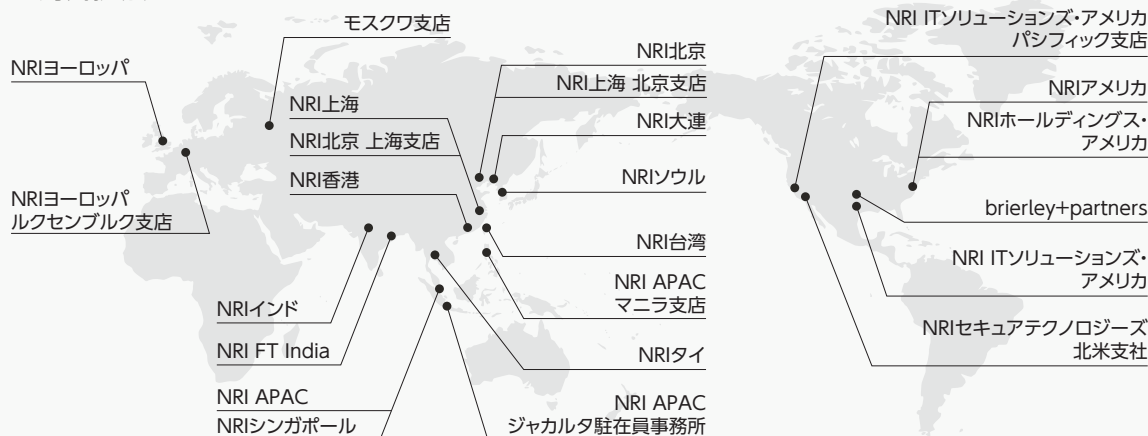 モスクワ支店
NRIヨーロッパ
NRIヨーロッパ
ルクセンブルク支店
NRI上海
NRI北京 上海支店
NRI香港
NRIインド
NRI FT India
NRI APAC
NRIシンガポール
NRI北京
NRI上海 北京支店
NRI大連
NRIソウル
NRI台湾
NRI APAC
マニラ支店
NRIタイ
NRI APAC
ジャカルタ駐在員事務所
NRI ITソリューションズ・アメリカ
パシフィック支店
NRIアメリカ
NRIホールディングス・
アメリカ
brierley+partners
NRI ITソリューションズ・
アメリカ
NRIセキュアテクノロジーズ
北米支社